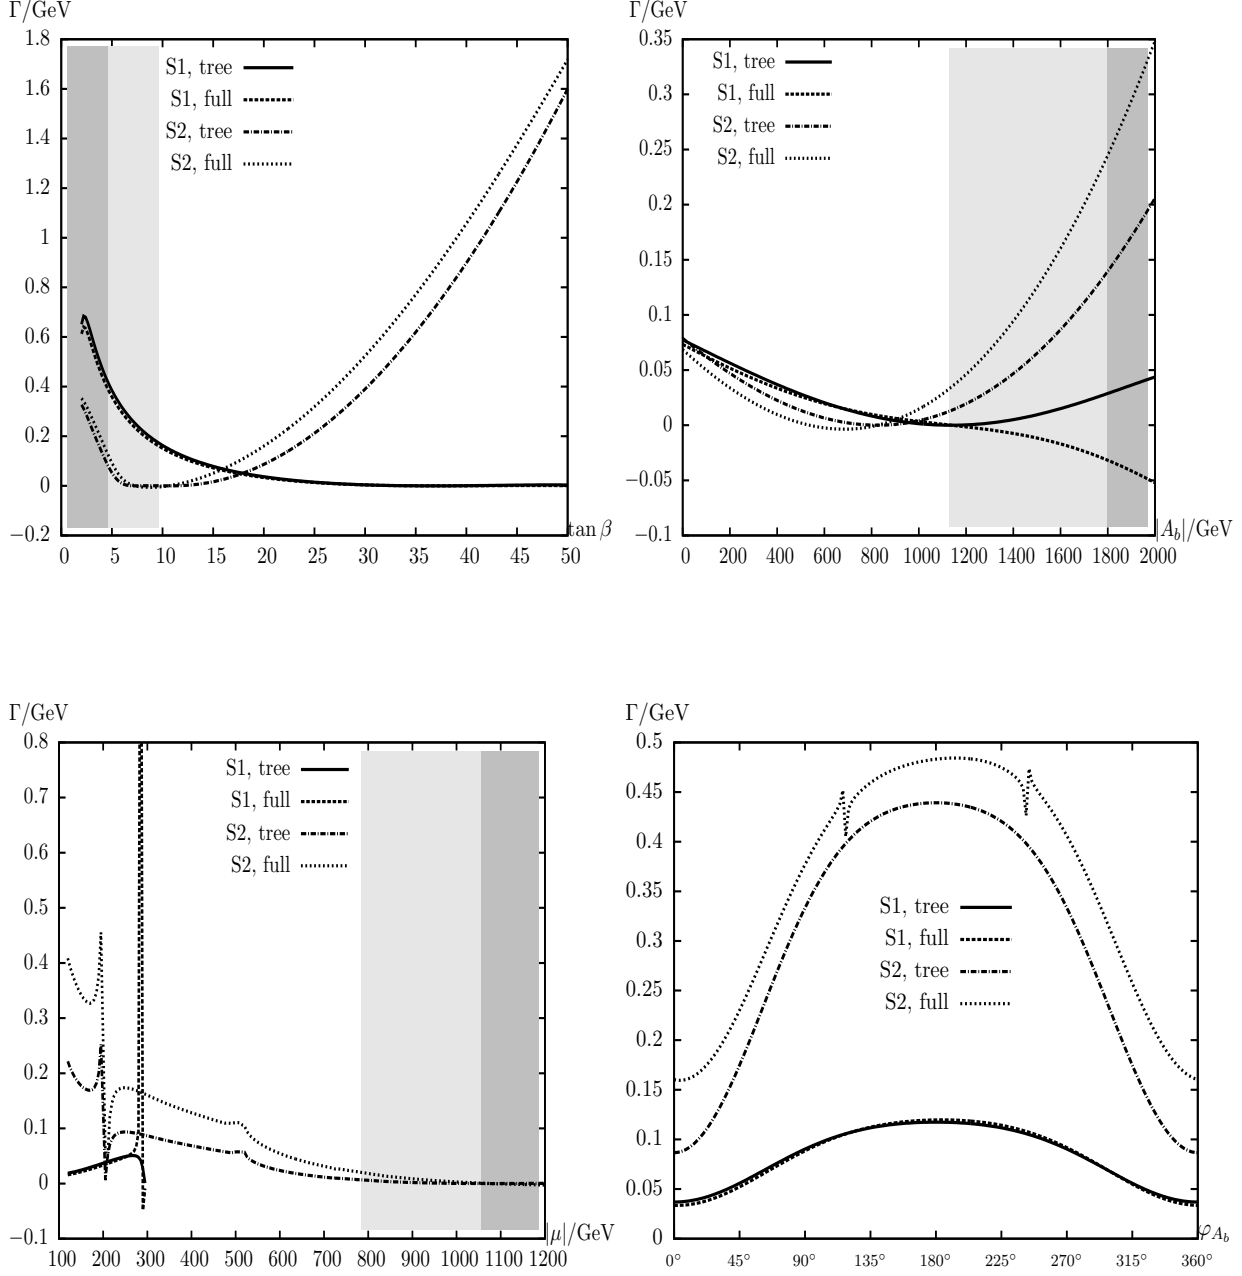 Γ/GeV
1.8
1.6
1.4
1.2
1
0.8
0.6
0.4
0.2
0
−0.2
S1, tree
S1, full
S2, tree
S2, full
0 5 10 15 20 25 30 35 40 45 50
tan β
Γ/GeV
0.35
0.3
0.25
0.2
0.15
0.1
0.05
0
−0.05
−0.1
S1, tree
S1, full
S2, tree
S2, full
0 200 400 600 800 1000 1200 1400 1600 1800 2000
|A_b|/GeV
Γ/GeV
0.8
0.7
0.6
0.5
0.4
0.3
0.2
0.1
0
−0.1
S1, tree
S1, full
S2, tree
S2, full
100 200 300 400 500 600 700 800 900 1000 1100 1200
|μ|/GeV
Γ/GeV
0.5
0.45
0.4
0.35
0.3
0.25
0.2
0.15
0.1
0.05
0
S1, tree
S1, full
S2, tree
S2, full
0° 45° 90° 135° 180° 225° 270° 315° 360°
φ_{A_b}